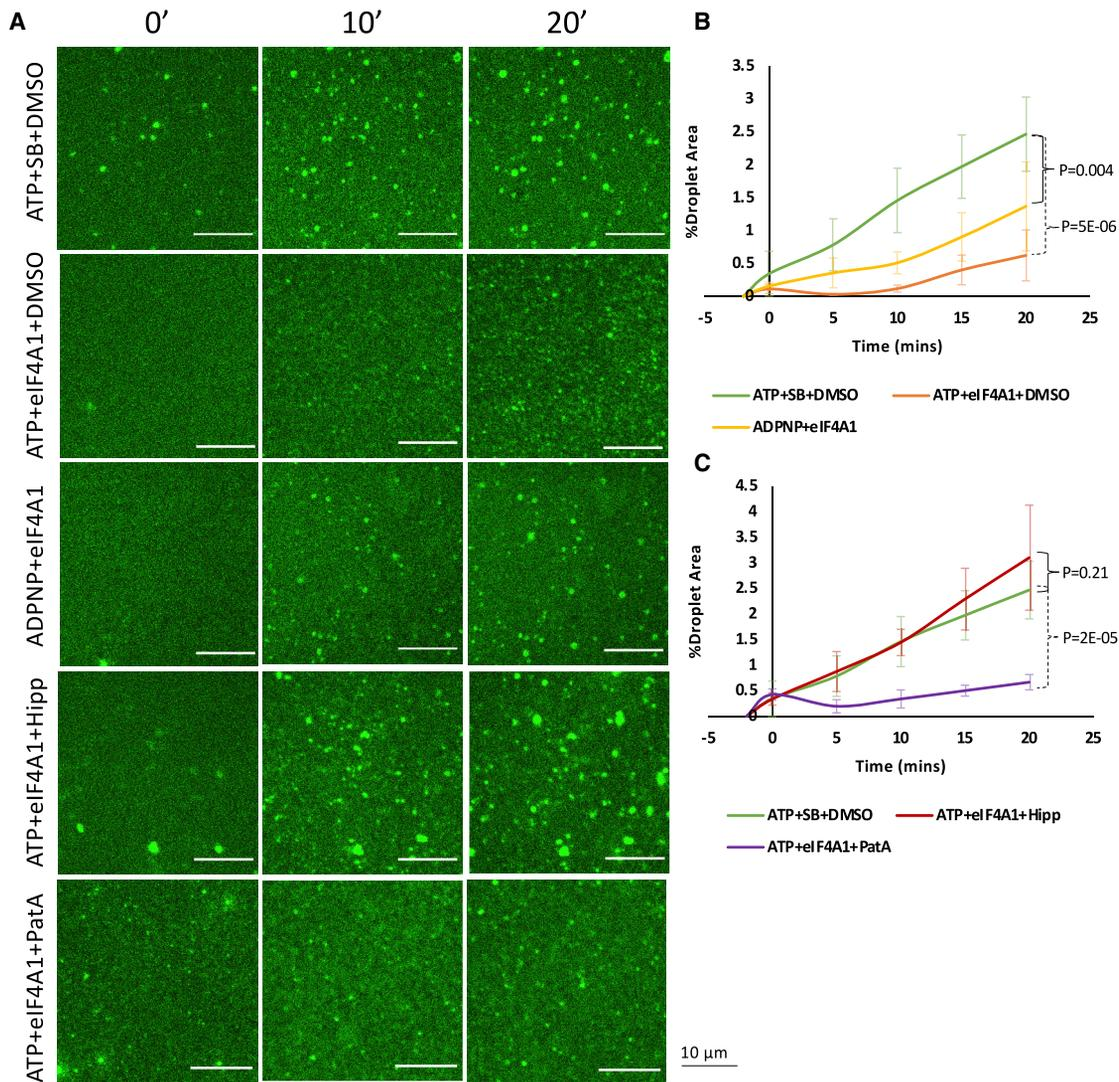 A
0’
10’
20’
ATP+SB+DMSO
ATP+eIF4A1+DMSO
ADPNP+eIF4A1
ATP+eIF4A1+Hipp
ATP+eIF4A1+PatA
10 µm
B
%Droplet Area
3.5
3
2.5
2
1.5
1
0.5
0
-5 0 5 10 15 20 25
Time (mins)
P=0.004
P=5E-06
ATP+SB+DMSO ATP+eIF4A1+DMSO
ADPNP+eIF4A1
C
%Droplet Area
4.5
4
3.5
3
2.5
2
1.5
1
0.5
0
-5 0 5 10 15 20 25
Time (mins)
P=0.21
P=2E-05
ATP+SB+DMSO ATP+eIF4A1+Hipp
ATP+eIF4A1+PatA